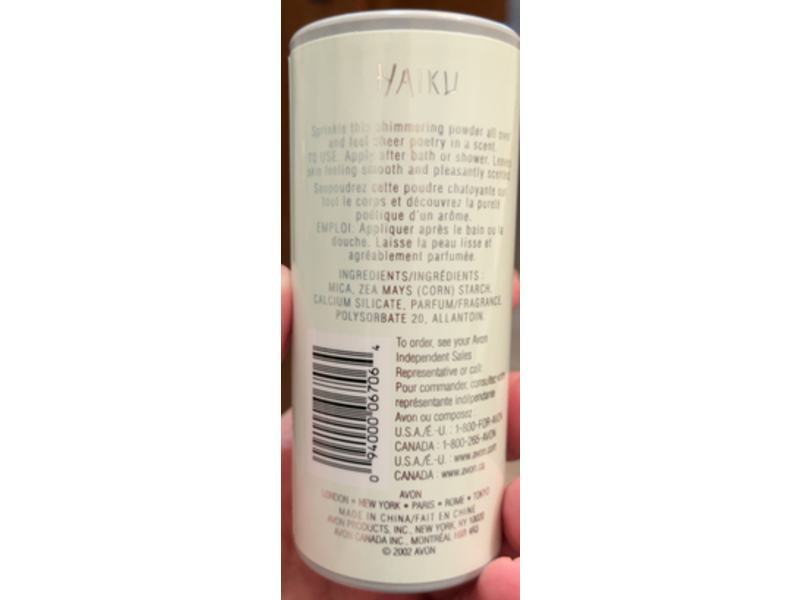 HAIKU
Sprinkle this shimmering powder all over
and feel sheer poetry in a scent.
TO USE: Apply after bath or shower. Leaves
skin feeling smooth and pleasantly scented.
Saupoudrez cette poudre chatoyante sur
tout le corps et découvrez la pureté
poétique d'un arôme.
EMPLOI: Appliquer après le bain ou la
douche. Laisse la peau lisse et
agréablement parfumée.
INGREDIENTS/INGRÉDIENTS :
MICA, ZEA MAYS (CORN) STARCH,
CALCIUM SILICATE, PARFUM/FRAGRANCE,
POLYSORBATE 20, ALLANTOIN.
To order, see your Avon
Independent Sales
Representative or call:
Pour commander, consultez votre
représentante indépendante
Avon ou composez :
U.S.A./É.-U. : 1-800-FOR-AVON
CANADA : 1-800-265-AVON
U.S.A./É.-U. : www.avon.com
CANADA : www.avon.ca
0 94000 06706 4
AVON
LONDON • NEW YORK • PARIS • ROME • TOKYO
MADE IN CHINA/FAIT EN CHINE
AVON PRODUCTS, INC., NEW YORK, NY 10020
AVON CANADA INC., MONTRÉAL H9R 4R3
© 2002 AVON